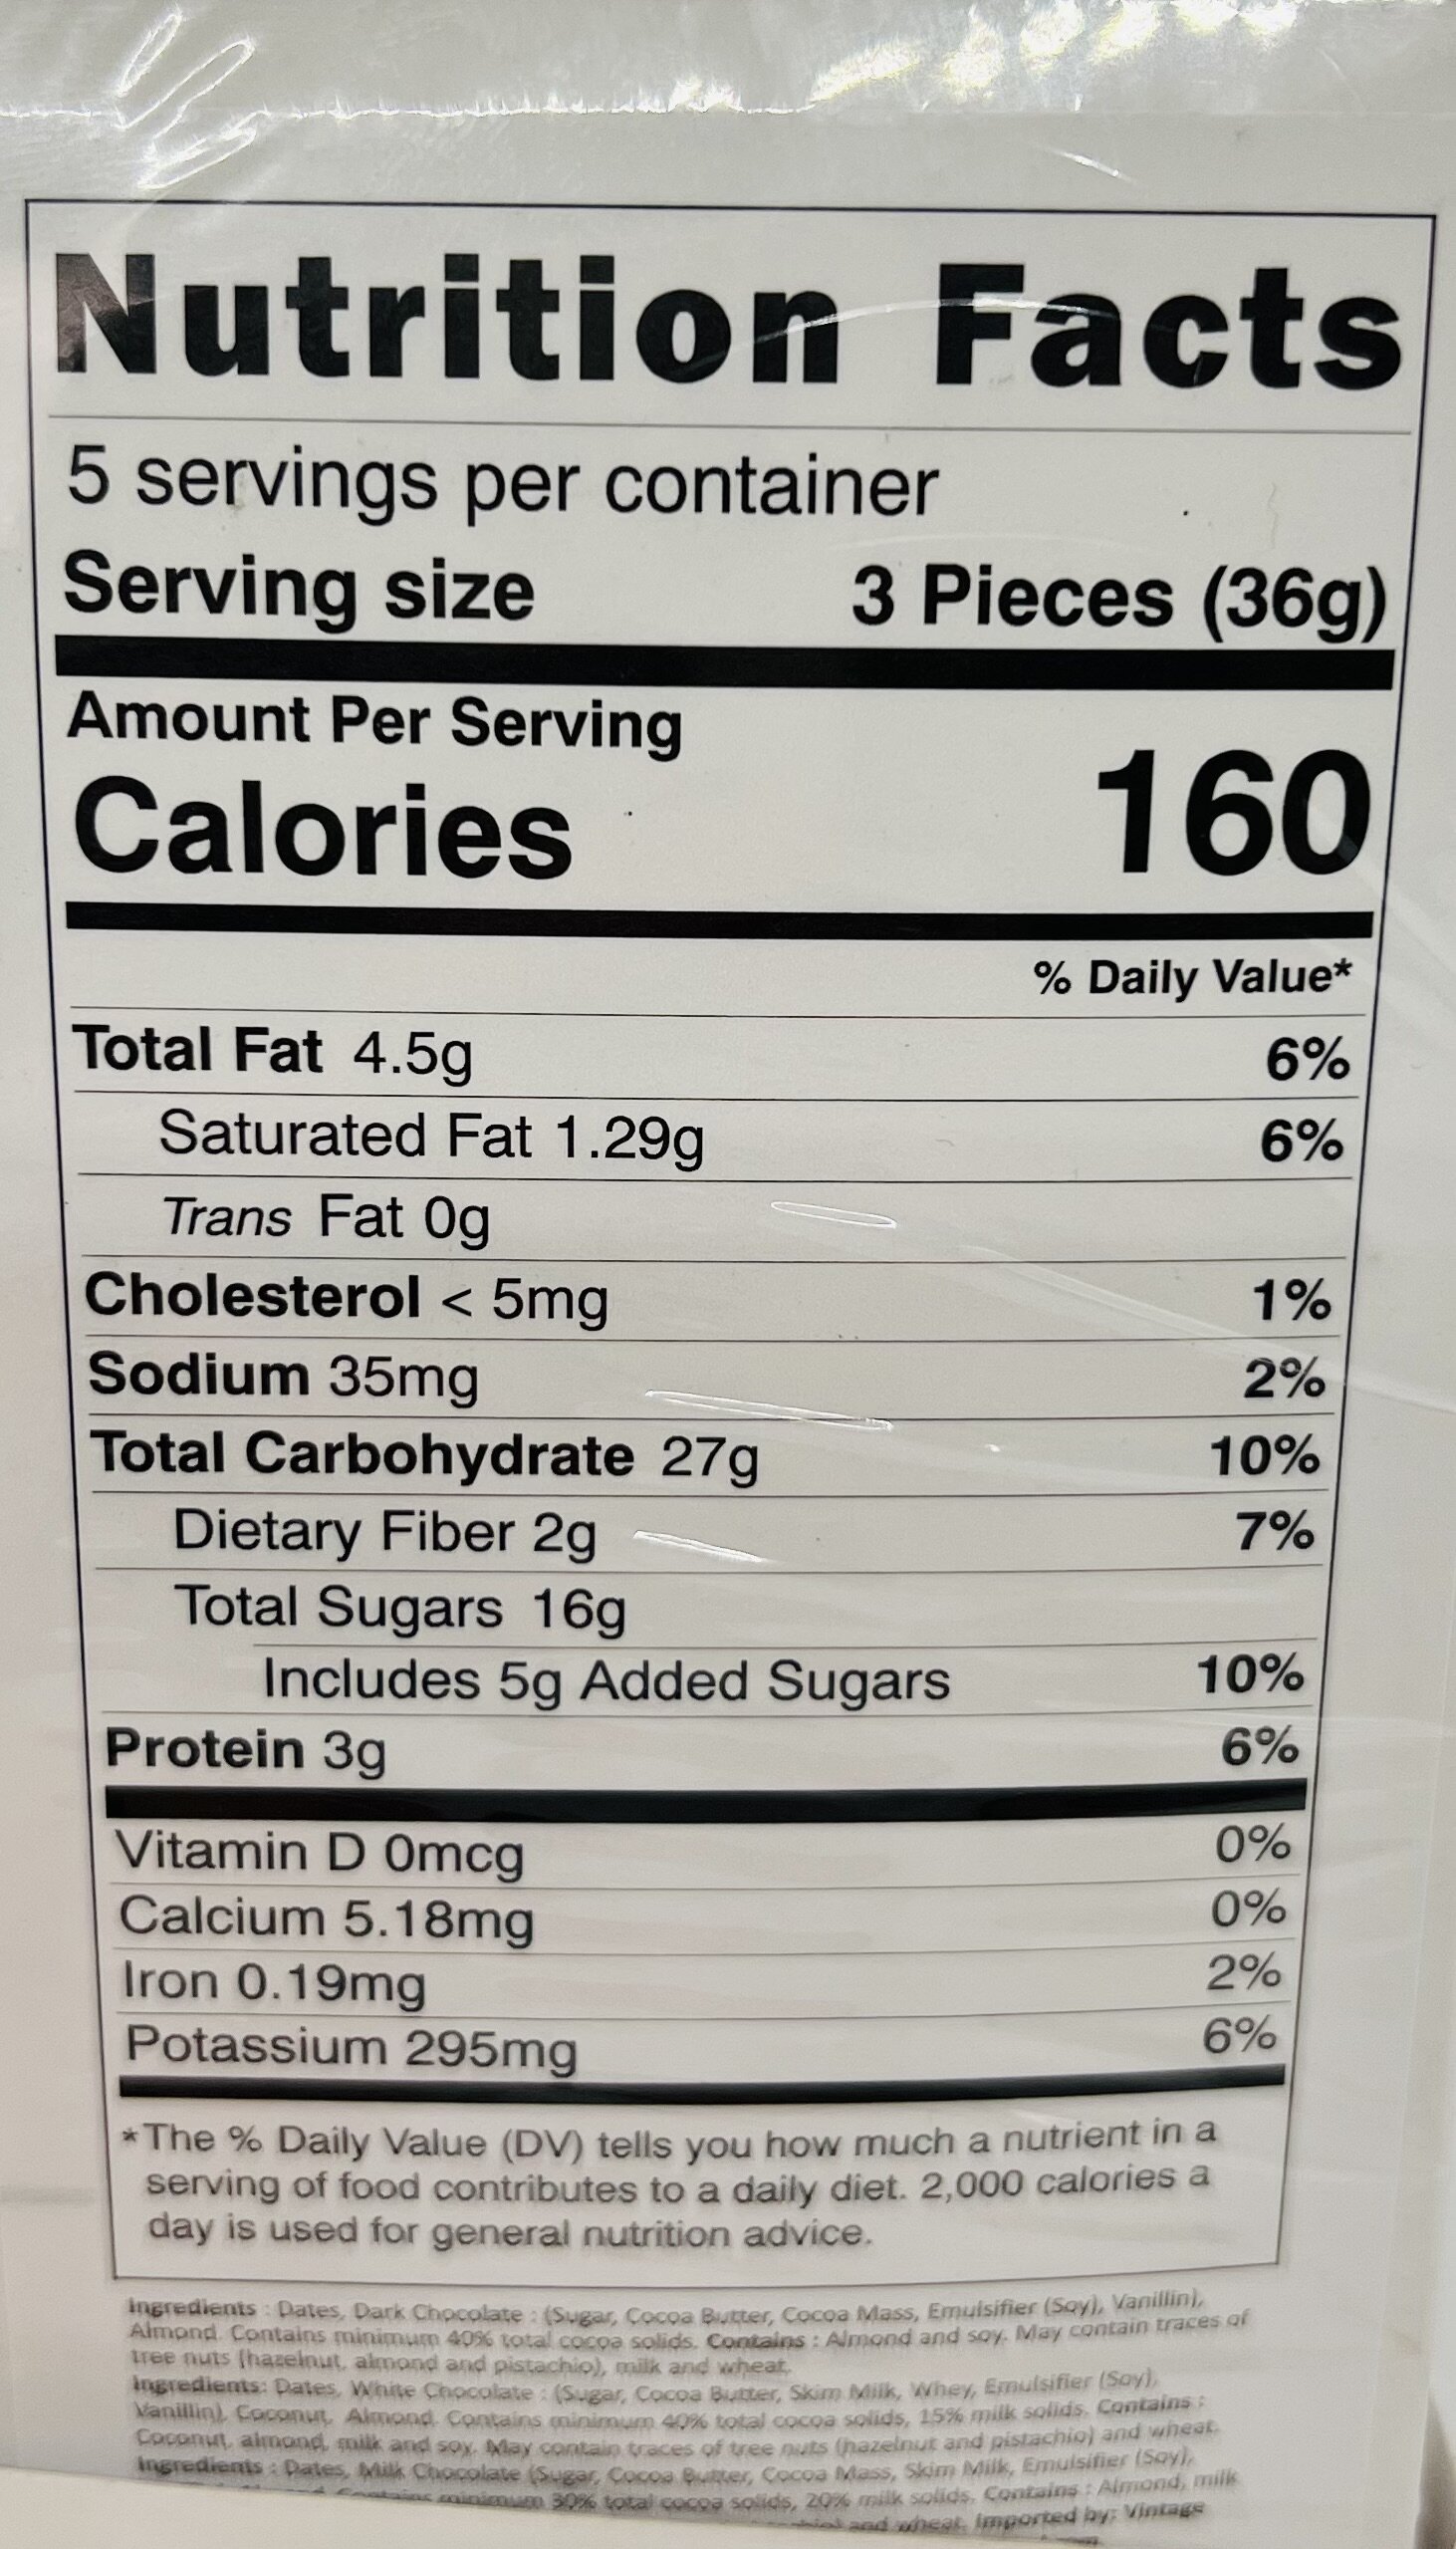 Nutrition Facts
5 servings per container
Serving size 3 Pieces (36g)
Amount Per Serving
Calories 160
% Daily Value*
Total Fat 4.5g 6%
Saturated Fat 1.29g 6%
Trans Fat 0g
Cholesterol < 5mg 1%
Sodium 35mg 2%
Total Carbohydrate 27g 10%
Dietary Fiber 2g 7%
Total Sugars 16g
Includes 5g Added Sugars 10%
Protein 3g 6%
Vitamin D 0mcg 0%
Calcium 5.18mg 0%
Iron 0.19mg 2%
Potassium 295mg 6%
*The % Daily Value (DV) tells you how much a nutrient in a
serving of food contributes to a daily diet. 2,000 calories a
day is used for general nutrition advice.
Ingredients : Dates, Dark Chocolate : (Sugar, Cocoa Butter, Cocoa Mass, Emulsifier (Soy), Vanillin),
Almond. Contains minimum 40% total cocoa solids. Contains : Almond and soy. May contain traces of
tree nuts (hazelnut, almond and pistachio), milk and wheat.
Ingredients: Dates, White Chocolate : (Sugar, Cocoa Butter, Skim Milk, Whey, Emulsifier (Soy),
Vanillin), Coconut, Almond. Contains minimum 40% total cocoa solids, 15% milk solids. Contains :
Coconut, almond, milk and soy. May contain traces of tree nuts (hazelnut and pistachio) and wheat.
Ingredients : Dates, Milk Chocolate (Sugar, Cocoa Butter, Cocoa Mass, Skim Milk, Emulsifier (Soy),
Contains minimum 30% total cocoa solids, 20% milk solids. Contains : Almond, milk
and wheat. Imported by: Vintage